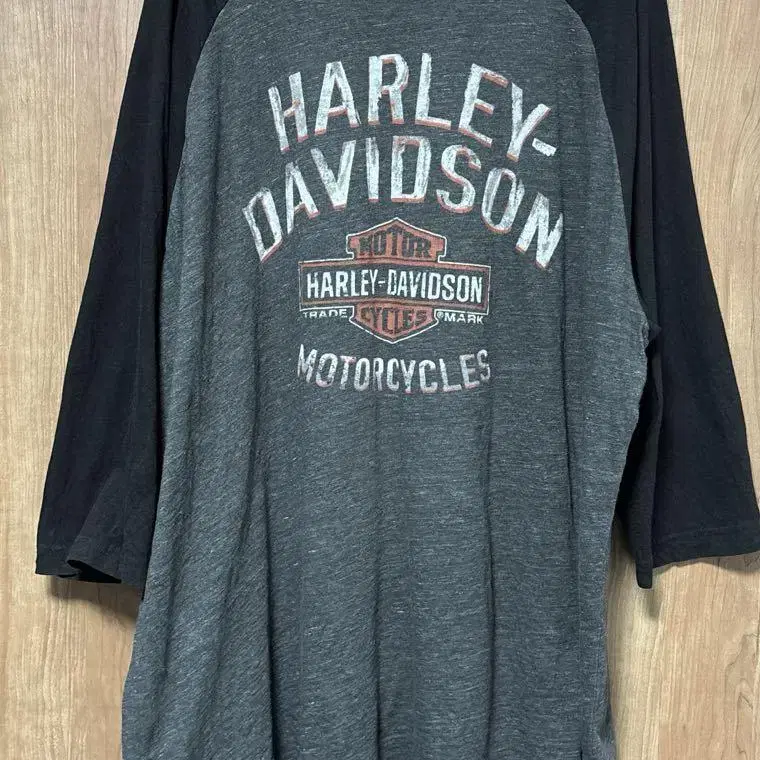 HARLEY-
DAVIDSON
MOTOR
HARLEY-DAVIDSON
TRADE CYCLES ®MARK
MOTORCYCLES